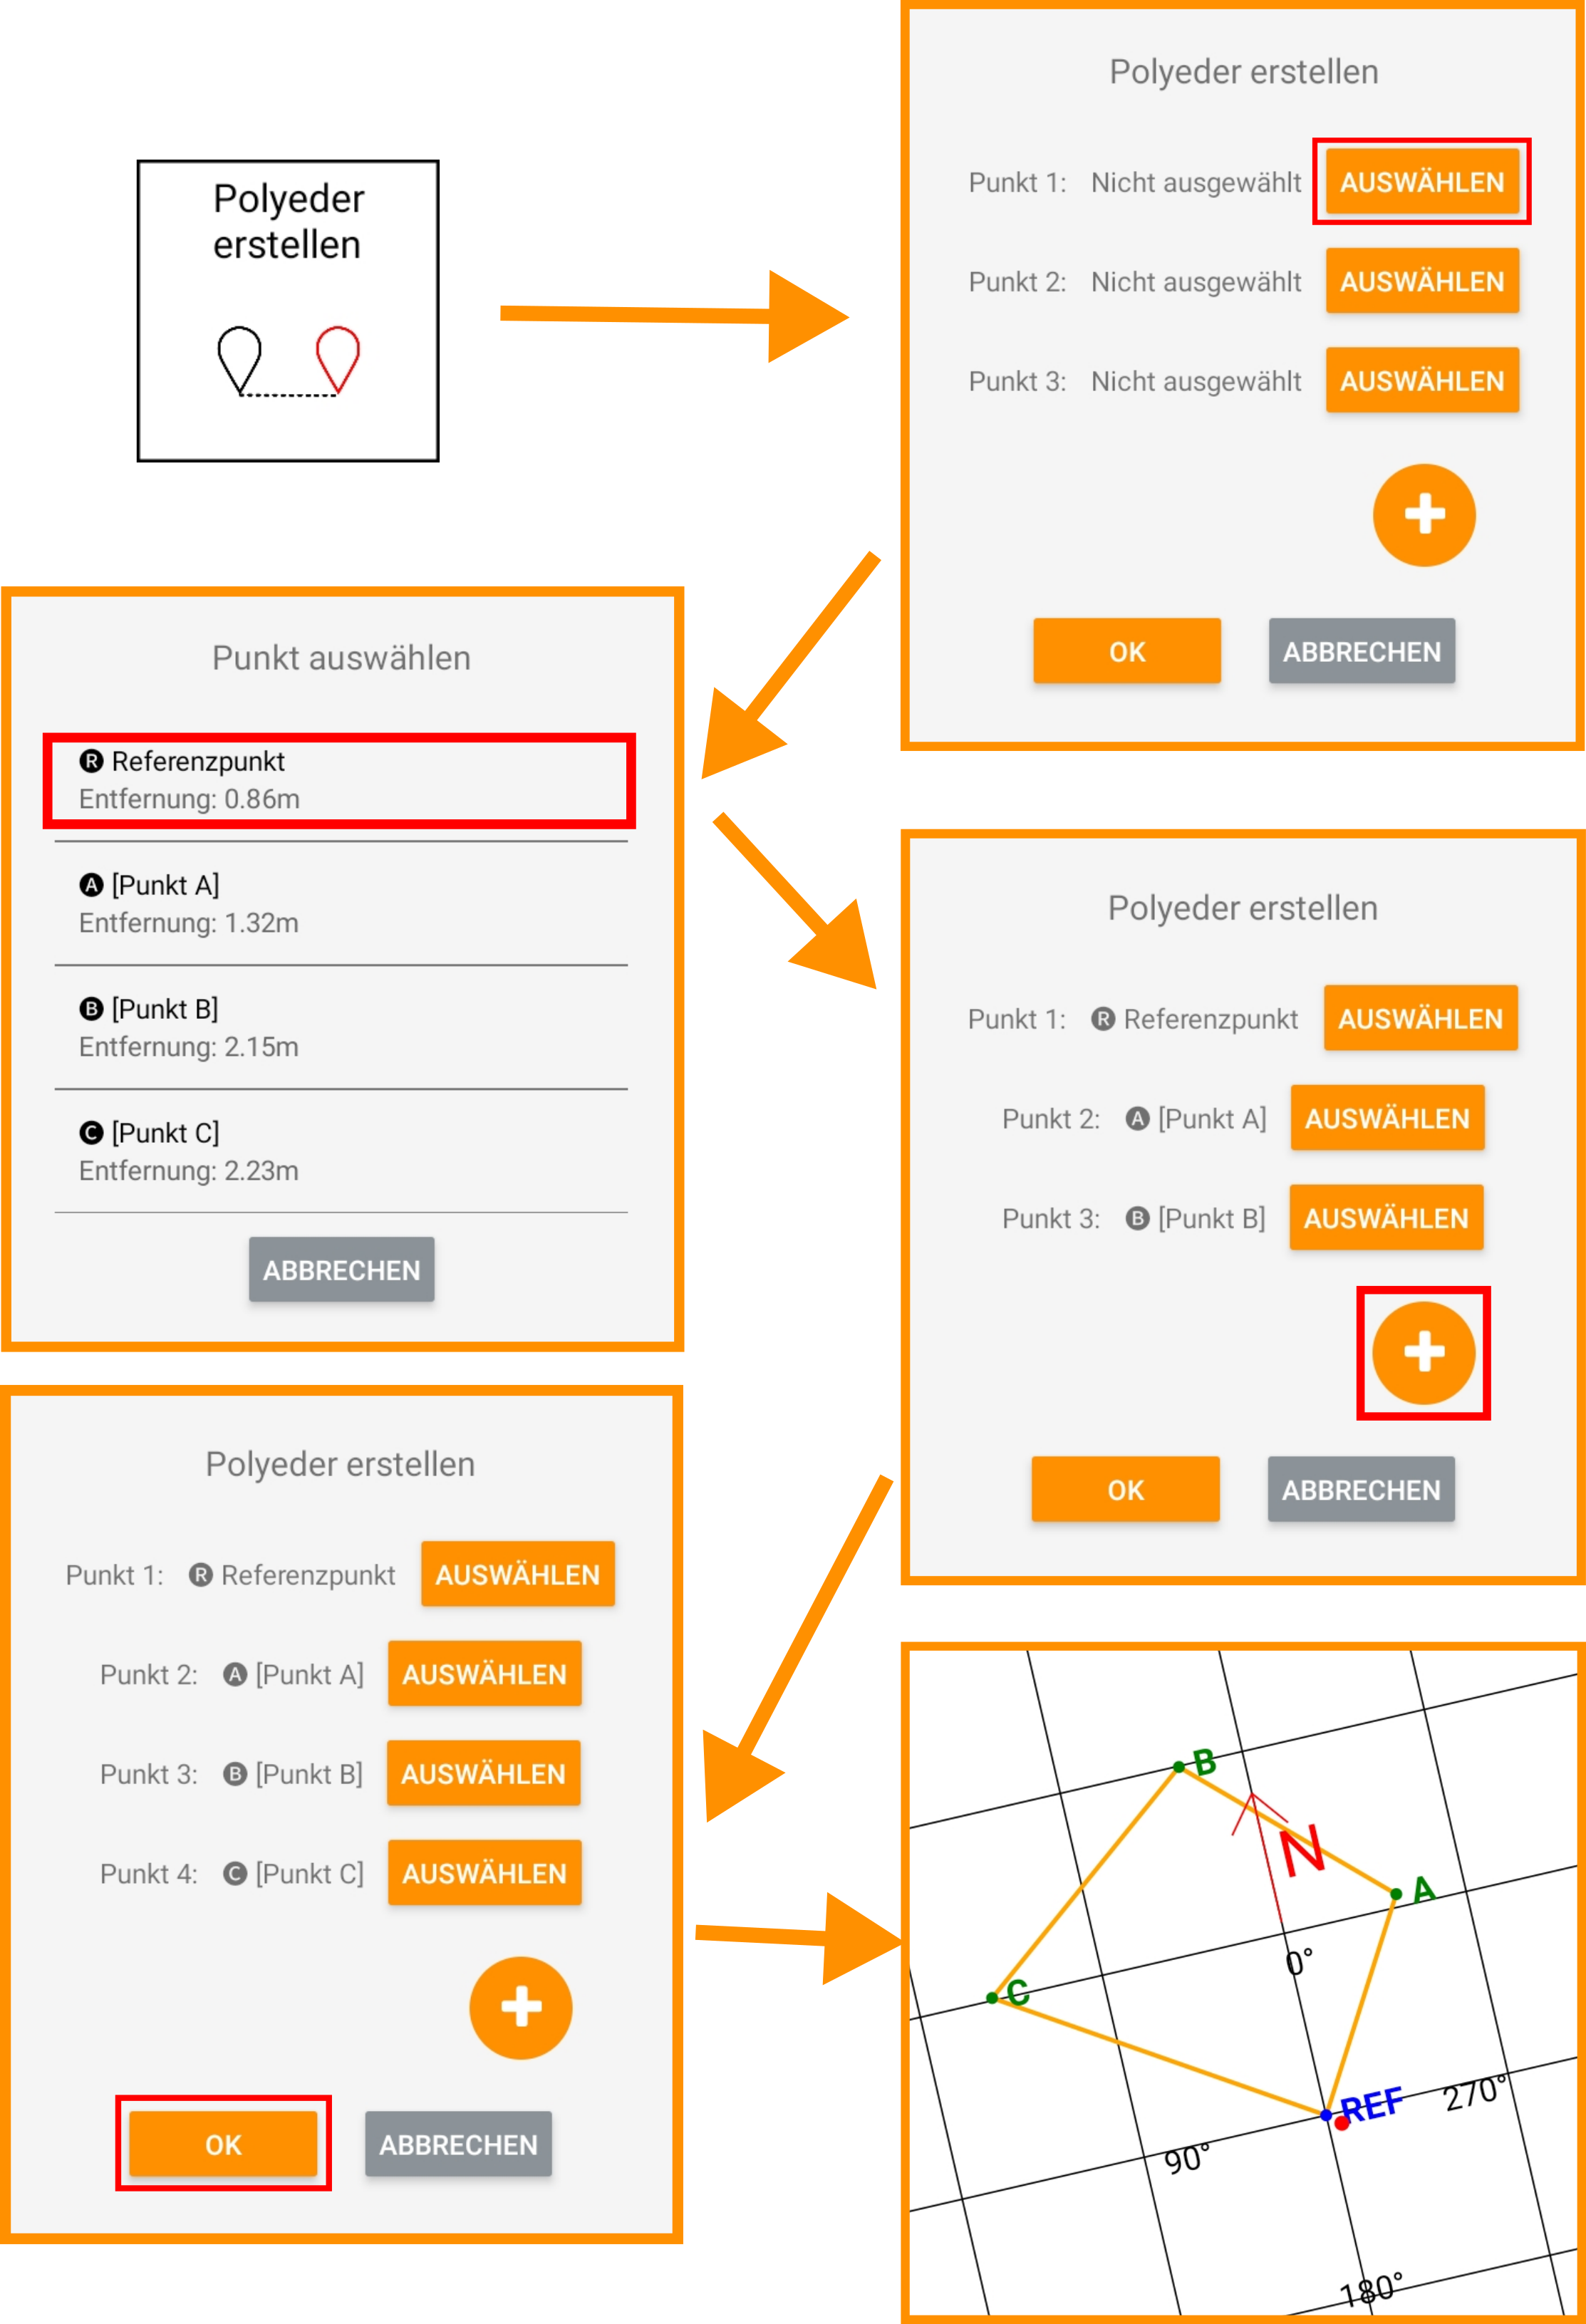 Polyeder
erstellen
Polyeder erstellen
Punkt 1: Nicht ausgewählt AUSWÄHLEN
Punkt 2: Nicht ausgewählt AUSWÄHLEN
Punkt 3: Nicht ausgewählt AUSWÄHLEN
OK ABBRECHEN
Punkt auswählen
R Referenzpunkt
Entfernung: 0.86m
A [Punkt A]
Entfernung: 1.32m
B [Punkt B]
Entfernung: 2.15m
C [Punkt C]
Entfernung: 2.23m
ABBRECHEN
Polyeder erstellen
Punkt 1: R Referenzpunkt AUSWÄHLEN
Punkt 2: A [Punkt A] AUSWÄHLEN
Punkt 3: B [Punkt B] AUSWÄHLEN
OK ABBRECHEN
Polyeder erstellen
Punkt 1: R Referenzpunkt AUSWÄHLEN
Punkt 2: A [Punkt A] AUSWÄHLEN
Punkt 3: B [Punkt B] AUSWÄHLEN
Punkt 4: C [Punkt C] AUSWÄHLEN
OK ABBRECHEN
B
N
A
0°
C
REF
270°
90°
180°